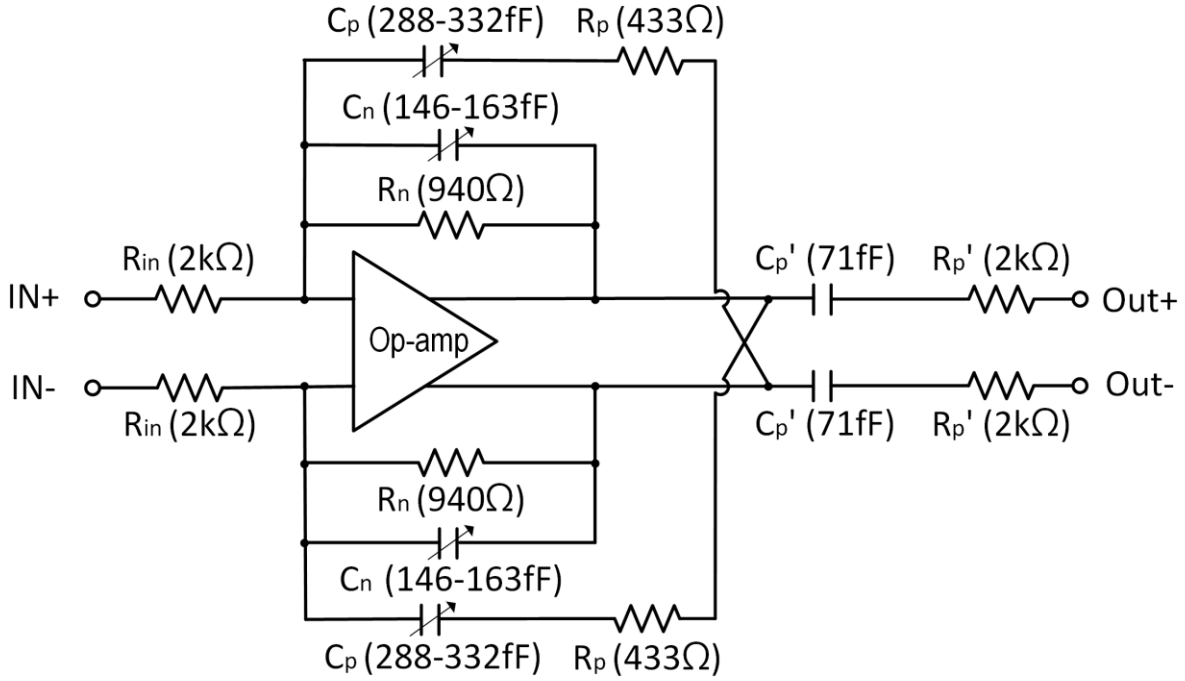 Cp (288-332fF) Rp (433Ω)
Cn (146-163fF)
Rn (940Ω)
Rin (2kΩ) Cp' (71fF) Rp' (2kΩ)
IN+ Out+
Op-amp
IN- Out-
Rin (2kΩ) Cp' (71fF) Rp' (2kΩ)
Rn (940Ω)
Cn (146-163fF)
Cp (288-332fF) Rp (433Ω)